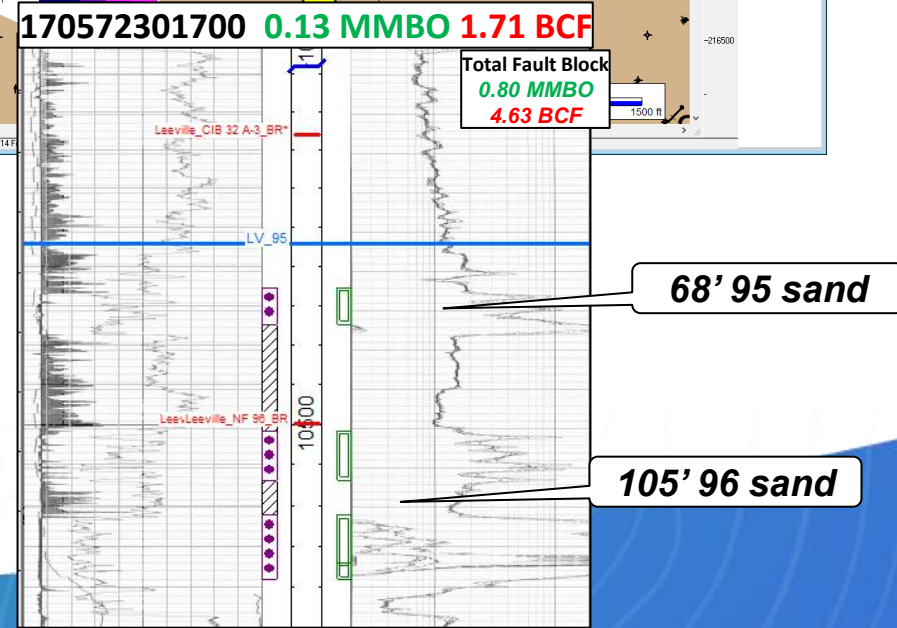 170572301700 0.13 MMBO 1.71 BCF
-216500
Total Fault Block
0.80 MMBO
4.63 BCF
1500 ft
Leeville_CIB 32 A-3_BR*
LV_95
68' 95 sand
LeevLeeville_NF 96_BR
10500
105' 96 sand